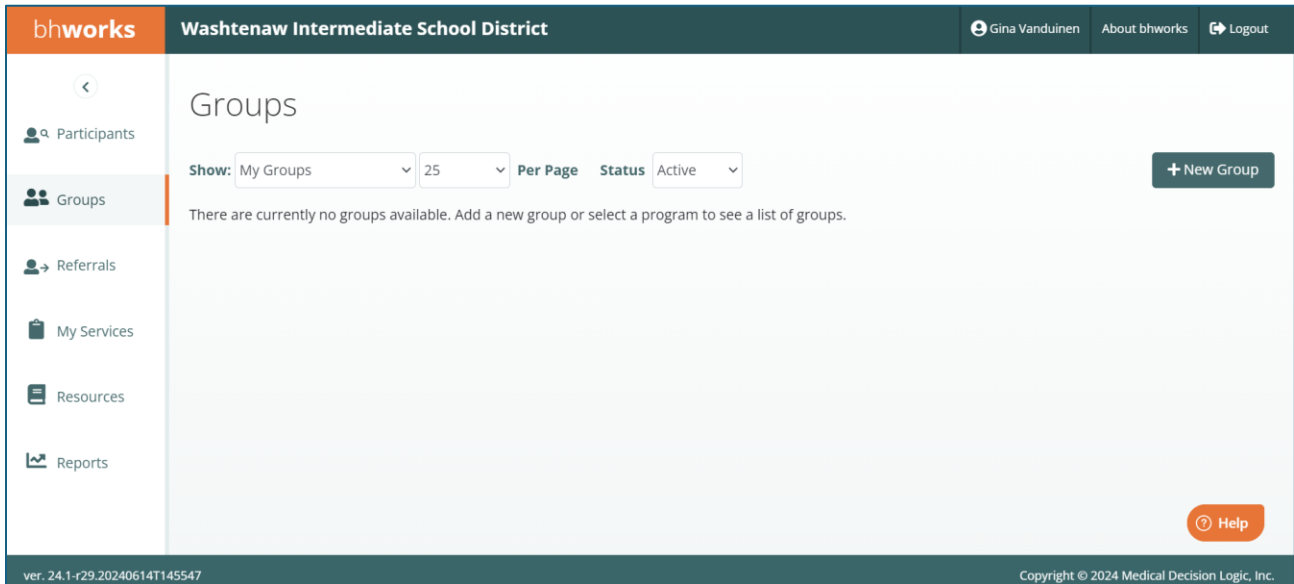 bhworks
Washtenaw Intermediate School District
Gina Vanduinen
About bhworks
Logout
Participants
Groups
Referrals
My Services
Resources
Reports
Groups
Show: My Groups 25 Per Page Status Active
+ New Group
There are currently no groups available. Add a new group or select a program to see a list of groups.
? Help
ver. 24.1-r29.20240614T145547
Copyright © 2024 Medical Decision Logic, Inc.